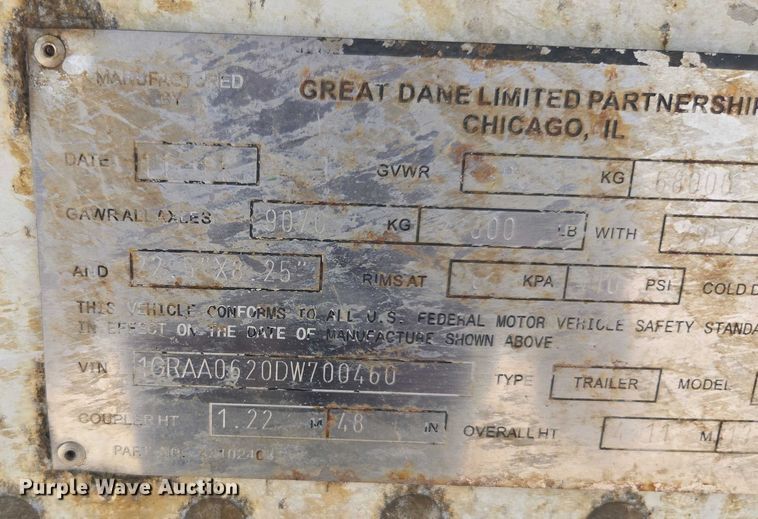 MANUFACTURED BY
GREAT DANE LIMITED PARTNERSHIP
CHICAGO, IL
DATE GVWR KG 68000
GAWR ALL AXLES 9070 KG LB WITH
AND 22.5"X8.25" RIMS AT KPA PSI COLD
THIS VEHICLE CONFORMS TO ALL U.S. FEDERAL MOTOR VEHICLE SAFETY
IN EFFECT ON THE DATE OF MANUFACTURE SHOWN ABOVE.
VIN 1GRAA0620DW700460 TYPE TRAILER MODEL
COUPLER HT 1.22 M 48 IN OVERALL HT M
PART NO.
Purple Wave Auction